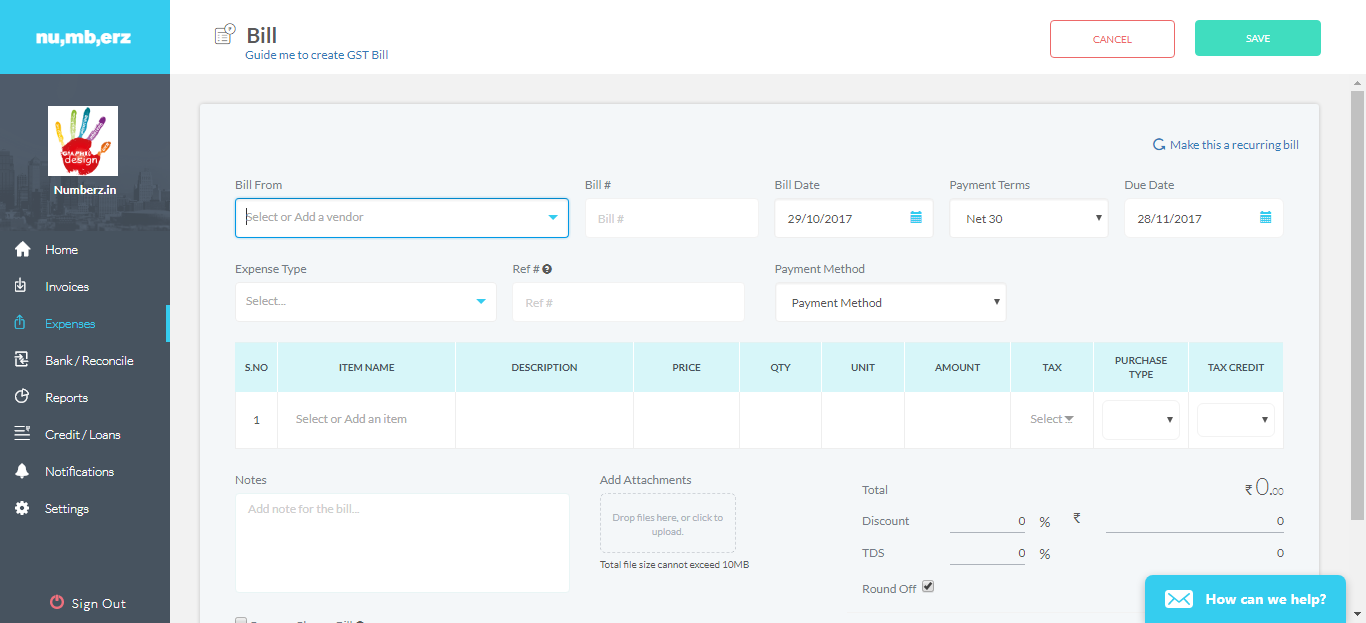 nu,mb,erz
Bill
Guide me to create GST Bill
CANCEL
SAVE
GRAPHIC
design
Numberz.in
Home
Invoices
Expenses
Bank / Reconcile
Reports
Credit / Loans
Notifications
Settings
Sign Out
Make this a recurring bill
Bill From
Bill #
Bill Date
Payment Terms
Due Date
Select or Add a vendor
Bill #
29/10/2017
Net 30
28/11/2017
Expense Type
Ref #
Payment Method
Select...
Ref #
Payment Method
S.NO
ITEM NAME
DESCRIPTION
PRICE
QTY
UNIT
AMOUNT
TAX
PURCHASE
TYPE
TAX CREDIT
1
Select or Add an item
Select
Notes
Add note for the bill...
Add Attachments
Drop files here, or click to
upload.
Total file size cannot exceed 10MB
Total
₹ 0.00
Discount
0 %
₹
0
TDS
0 %
0
Round Off
How can we help?